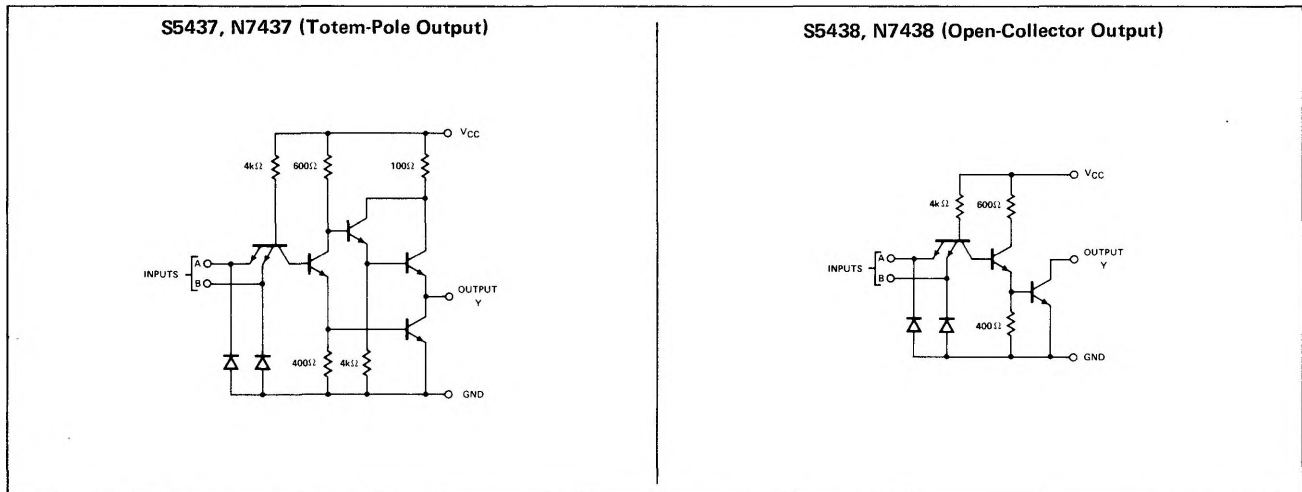 S5437, N7437 (Totem-Pole Output)
VCC
4kΩ
600Ω
100Ω
INPUTS
A
B
OUTPUT
Y
400Ω
4kΩ
GND
S5438, N7438 (Open-Collector Output)
VCC
4kΩ
600Ω
OUTPUT
Y
INPUTS
A
B
400Ω
GND